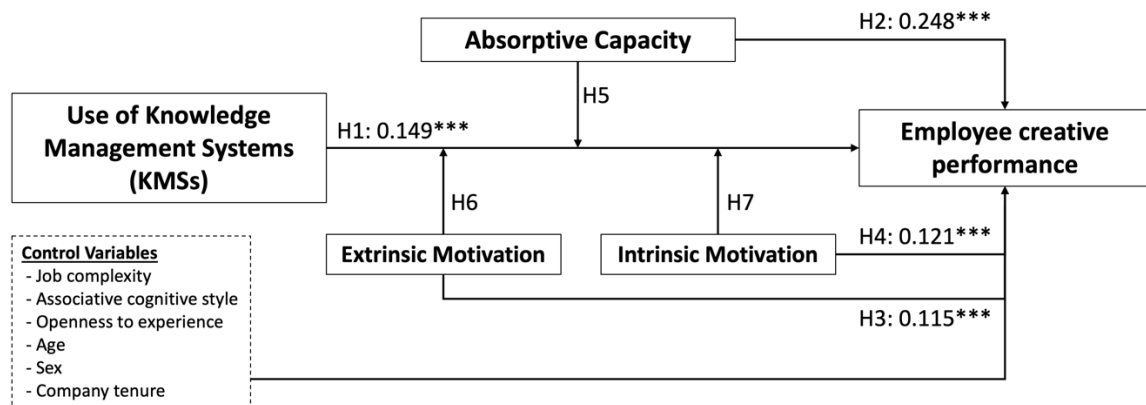 Absorptive Capacity
H2: 0.248***
H5
Use of Knowledge
Management Systems
(KMSs)
H1: 0.149***
Employee creative
performance
H6
H7
Extrinsic Motivation
Intrinsic Motivation
H4: 0.121***
H3: 0.115***
Control Variables
- Job complexity
- Associative cognitive style
- Openness to experience
- Age
- Sex
- Company tenure